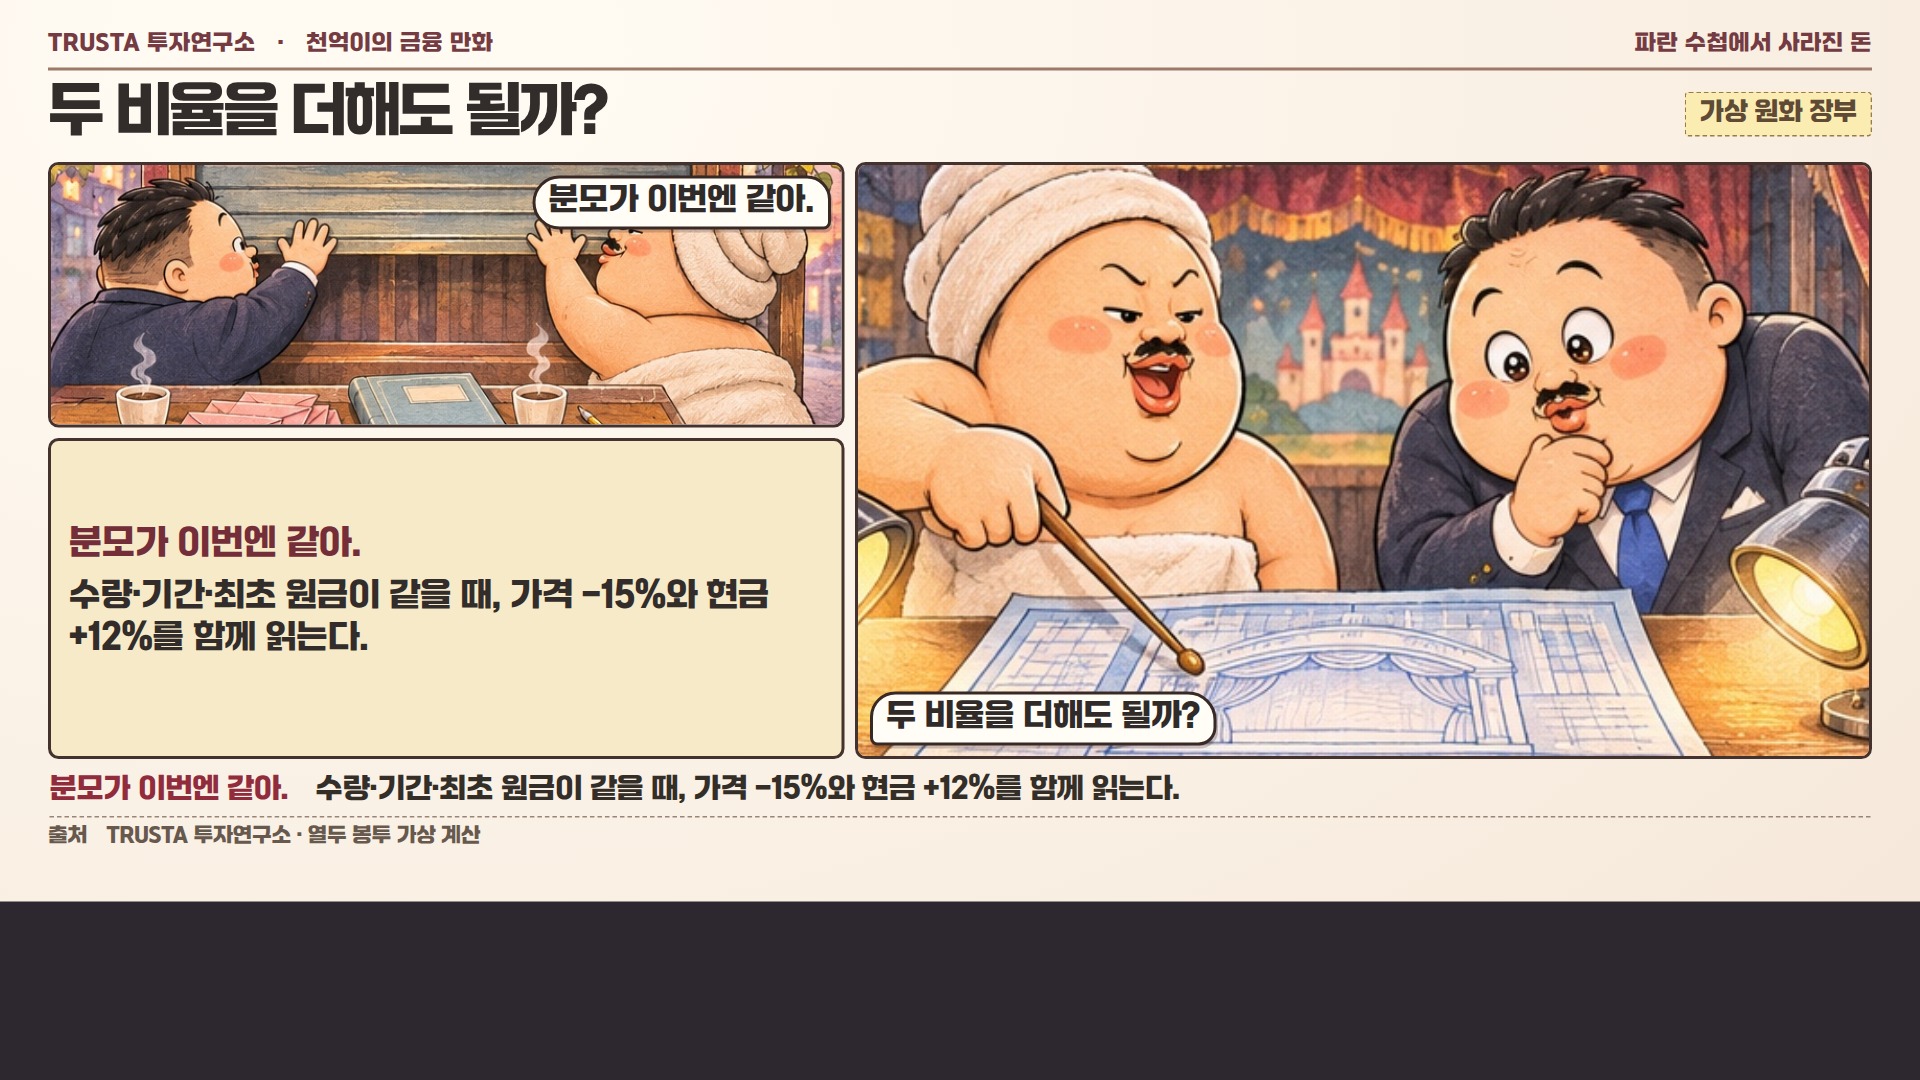 TRUSTA 투자연구소 · 천억이의 금융 만화
파란 수첩에서 사라진 돈
두 비율을 더해도 될까?
가상 원화 장부
분모가 이번엔 같아.
분모가 이번엔 같아.
수량·기간·최초 원금이 같을 때, 가격 −15%와 현금
+12%를 함께 읽는다.
두 비율을 더해도 될까?
분모가 이번엔 같아. 수량·기간·최초 원금이 같을 때, 가격 −15%와 현금 +12%를 함께 읽는다.
출처 TRUSTA 투자연구소 · 열두 봉투 가상 계산